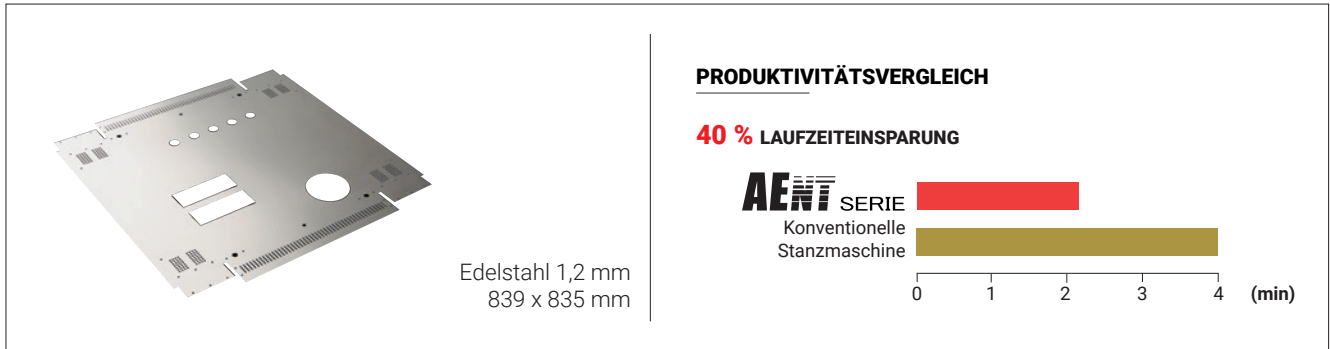 Edelstahl 1,2 mm
839 x 835 mm
PRODUKTIVITÄTSVERGLEICH
40 % LAUFZEITEINSPARUNG
AENT SERIE
Konventionelle
Stanzmaschine
0 1 2 3 4 (min)